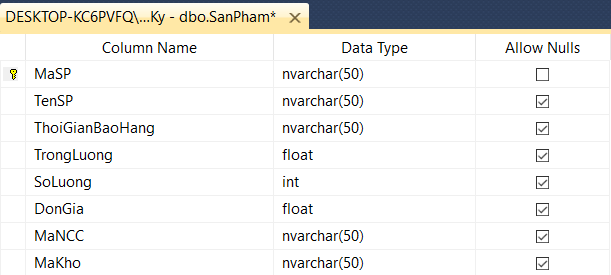 DESKTOP-KC6PVFQ\...Ky - dbo.SanPham*
Column Name Data Type Allow Nulls
MaSP nvarchar(50)
TenSP nvarchar(50)
ThoiGianBaoHang nvarchar(50)
TrongLuong float
SoLuong int
DonGia float
MaNCC nvarchar(50)
MaKho nvarchar(50)